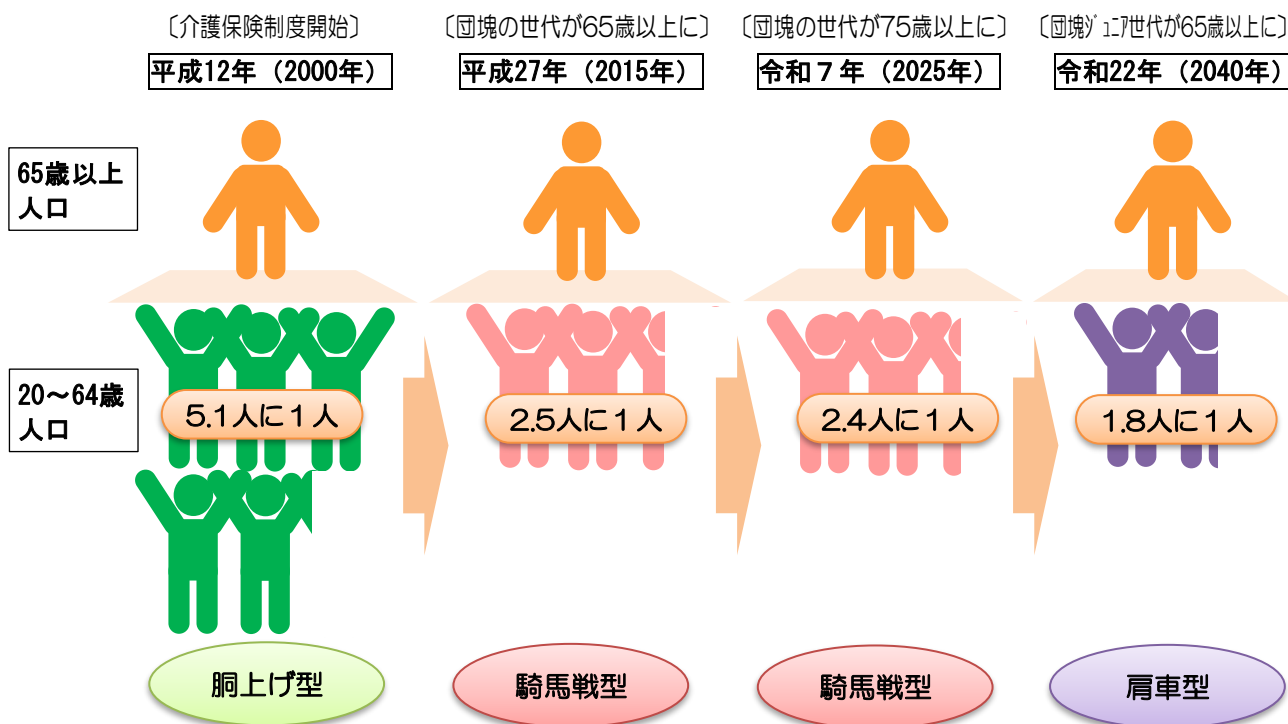 〔介護保険制度開始〕
〔団塊の世代が65歳以上に〕
〔団塊の世代が75歳以上に〕
〔団塊ｼﾞｭﾆｱ世代が65歳以上に〕
平成12年（2000年）
平成27年（2015年）
令和７年（2025年）
令和22年（2040年）
65歳以上
人口
20～64歳
人口
5.1人に１人
2.5人に１人
2.4人に１人
1.8人に１人
胴上げ型
騎馬戦型
騎馬戦型
肩車型